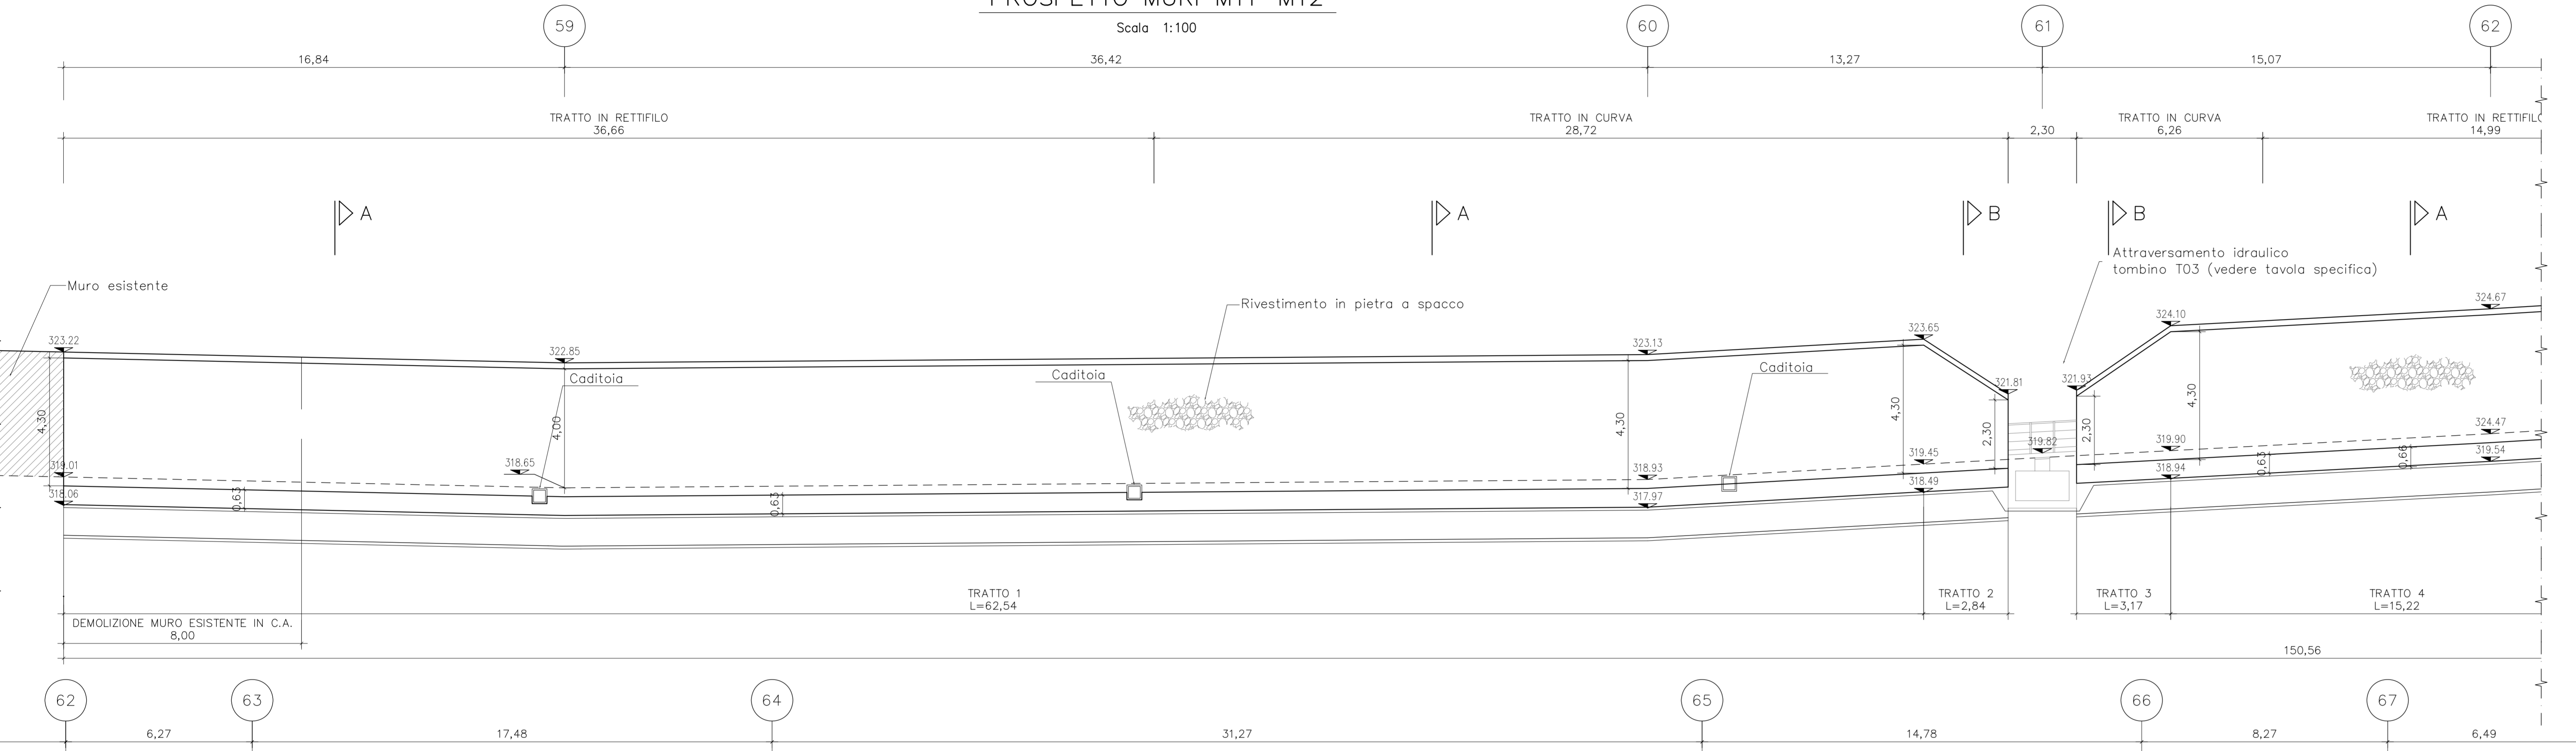 PROSPETTO MURI M11-M12
Scala 1:100
59
60
61
62
16,84
36,42
13,27
15,07
TRATTO IN RETTIFILO
36,66
TRATTO IN CURVA
28,72
2,30
TRATTO IN CURVA
6,26
TRATTO IN RETTIFILO
14,99
A
A
B
B
A
Attraversamento idraulico
tombino T03 (vedere tavola specifica)
Muro esistente
Rivestimento in pietra a spacco
323.22
322.85
323.13
323.65
321.81
321.93
324.10
324.67
Caditoia
Caditoia
Caditoia
4,30
4,00
4,30
4,30
2,30
2,30
4,30
319.01
318.65
318.93
319.45
319.82
319.90
324.47
318.06
317.97
318.49
318.94
319.54
0,63
0,63
0,63
0,66
TRATTO 1
L=62,54
TRATTO 2
L=2,84
TRATTO 3
L=3,17
TRATTO 4
L=15,22
DEMOLIZIONE MURO ESISTENTE IN C.A.
8,00
150,56
62
63
64
65
66
67
6,27
17,48
31,27
14,78
8,27
6,49